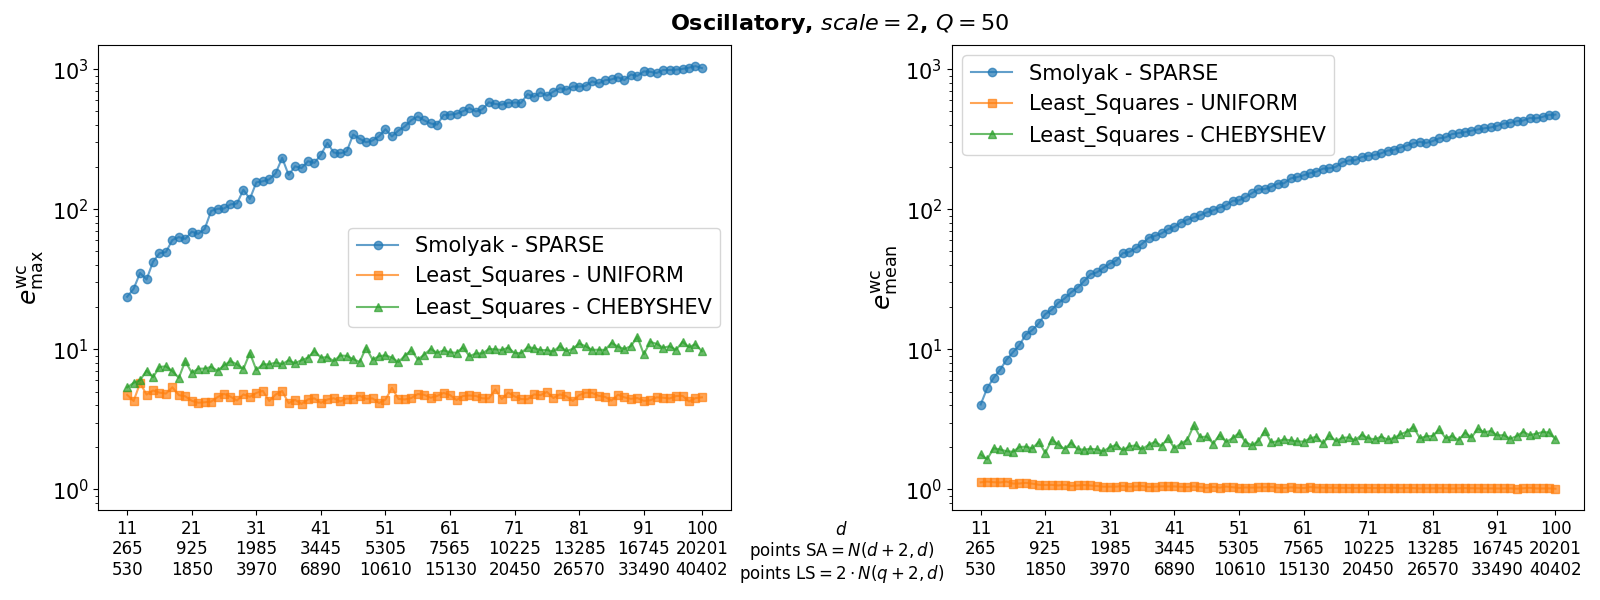 Oscillatory, scale = 2, Q = 50
10³
10²
10¹
10⁰
e^wc_max
Smolyak - SPARSE
Least_Squares - UNIFORM
Least_Squares - CHEBYSHEV
11 21 31 41 51 61 71 81 91 100
265 925 1985 3445 5305 7565 10225 13285 16745 20201
530 1850 3970 6890 10610 15130 20450 26570 33490 40402
d
points SA = N(d + 2, d)
points LS = 2 · N(q + 2, d)
10³
10²
10¹
10⁰
e^wc_mean
Smolyak - SPARSE
Least_Squares - UNIFORM
Least_Squares - CHEBYSHEV
11 21 31 41 51 61 71 81 91 100
265 925 1985 3445 5305 7565 10225 13285 16745 20201
530 1850 3970 6890 10610 15130 20450 26570 33490 40402